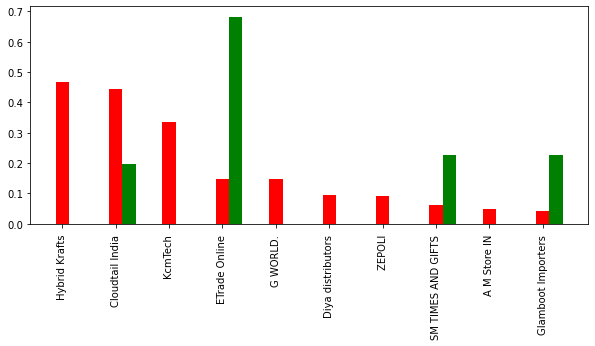 0.7
0.6
0.5
0.4
0.3
0.2
0.1
0.0
Hybrid Krafts
Cloudtail India
KcmTech
ETrade Online
G WORLD.
Diya distributors
ZEPOLI
SM TIMES AND GIFTS
A M Store IN
Glamboot Importers